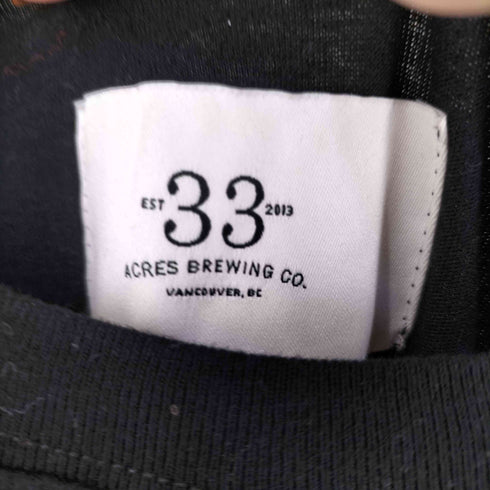 EST 33 2013
ACRES BREWING CO.
VANCOUVER, BC